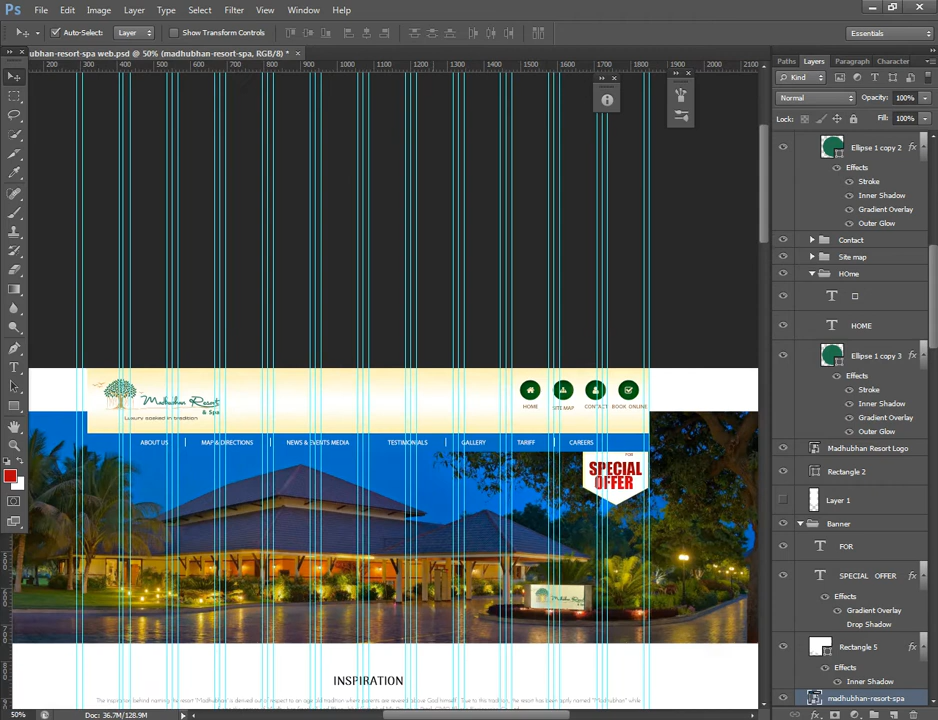 Ps File Edit Image Layer Type Select Filter View Window Help
Auto-Select: Layer Show Transform Controls Essentials
ubhan-resort-spa web.psd @ 50% (madhubhan-resort-spa, RGB/8) * ×
200 300 400 500 600 700 800 900 1000 1100 1200 1300 1400 1500 1600 1700 1800 1900 2000 2100
Paths Layers Paragraph Character
Kind
Normal Opacity: 100%
Lock: Fill: 100%
Ellipse 1 copy 2 fx
Effects
Stroke
Inner Shadow
Gradient Overlay
Outer Glow
Contact
Site map
HOme
T
T HOME
Ellipse 1 copy 3 fx
Effects
Stroke
Inner Shadow
Gradient Overlay
Outer Glow
Madhubhan Resort Logo
Rectangle 2
Layer 1
Banner
T FOR
T SPECIAL OFFER fx
Effects
Gradient Overlay
Drop Shadow
Rectangle 5 fx
Effects
Inner Shadow
madhubhan-resort-spa
Madhubhan Resort
& Spa
Luxury soaked in tradition
HOME SITE MAP CONTACT BOOK ONLINE
ABOUT US MAP & DIRECTIONS NEWS & EVENTS MEDIA TESTIMONIALS GALLERY TARIFF CAREERS
FOR
SPECIAL
OFFER
INSPIRATION
50% Doc: 36.7M/128.9M